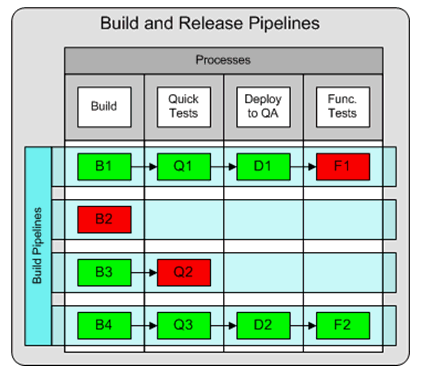 Build and Release Pipelines
Processes
Build
Quick
Tests
Deploy
to QA
Func.
Tests
Build Pipelines
B1
Q1
D1
F1
B2
B3
Q2
B4
Q3
D2
F2